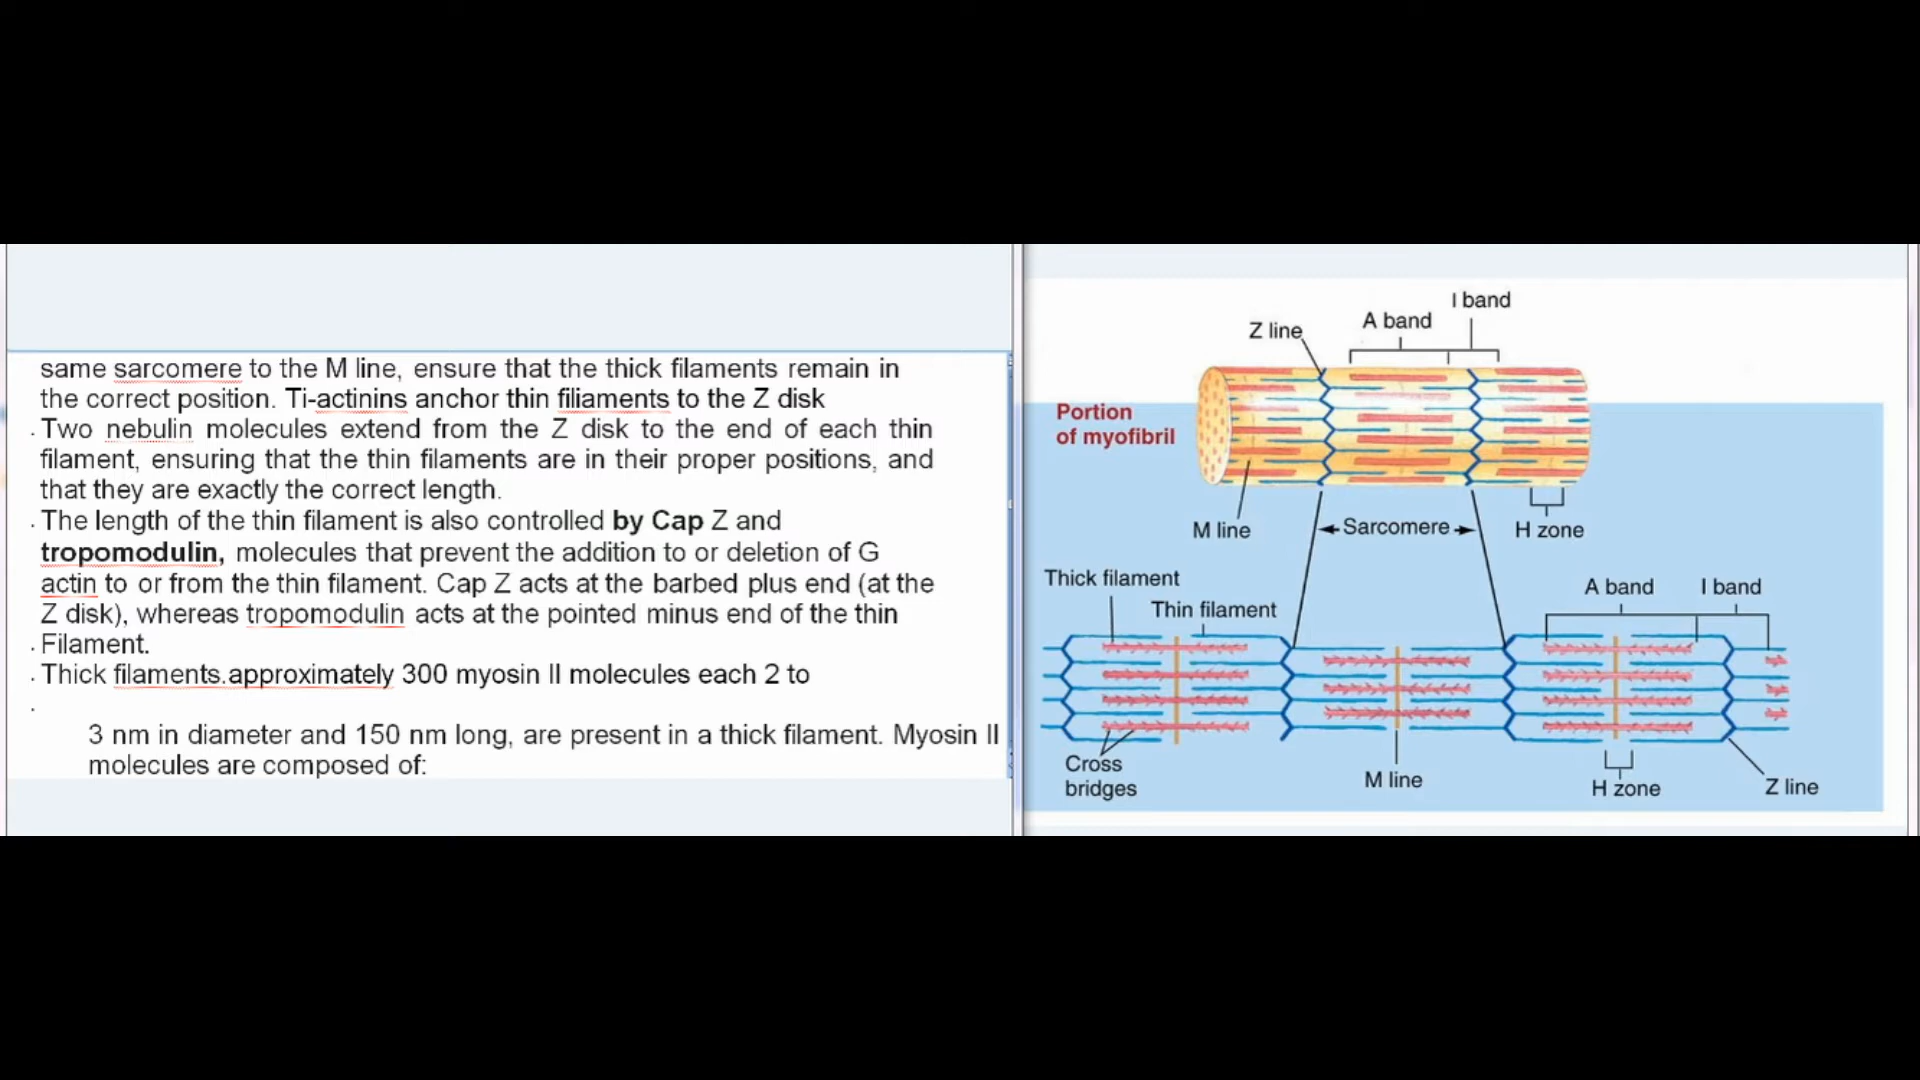 same sarcomere to the M line, ensure that the thick filaments remain in
the correct position. Ti-actinins anchor thin filiaments to the Z disk
. Two nebulin molecules extend from the Z disk to the end of each thin
filament, ensuring that the thin filaments are in their proper positions, and
that they are exactly the correct length.
. The length of the thin filament is also controlled by Cap Z and
tropomodulin, molecules that prevent the addition to or deletion of G
actin to or from the thin filament. Cap Z acts at the barbed plus end (at the
Z disk), whereas tropomodulin acts at the pointed minus end of the thin
. Filament.
. Thick filaments.approximately 300 myosin II molecules each 2 to
.
3 nm in diameter and 150 nm long, are present in a thick filament. Myosin II
molecules are composed of:
I band
A band
Z line
Portion
of myofibril
M line
Sarcomere
H zone
Thick filament
Thin filament
A band
I band
Cross
bridges
M line
H zone
Z line